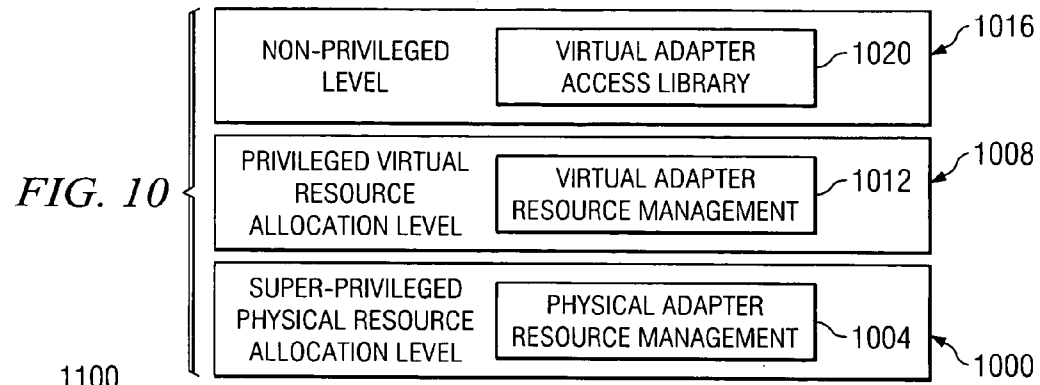 FIG. 10
NON-PRIVILEGED
LEVEL
VIRTUAL ADAPTER
ACCESS LIBRARY
1020
1016
PRIVILEGED VIRTUAL
RESOURCE
ALLOCATION LEVEL
VIRTUAL ADAPTER
RESOURCE MANAGEMENT
1012
1008
SUPER-PRIVILEGED
PHYSICAL RESOURCE
ALLOCATION LEVEL
PHYSICAL ADAPTER
RESOURCE MANAGEMENT
1004
1000
1100